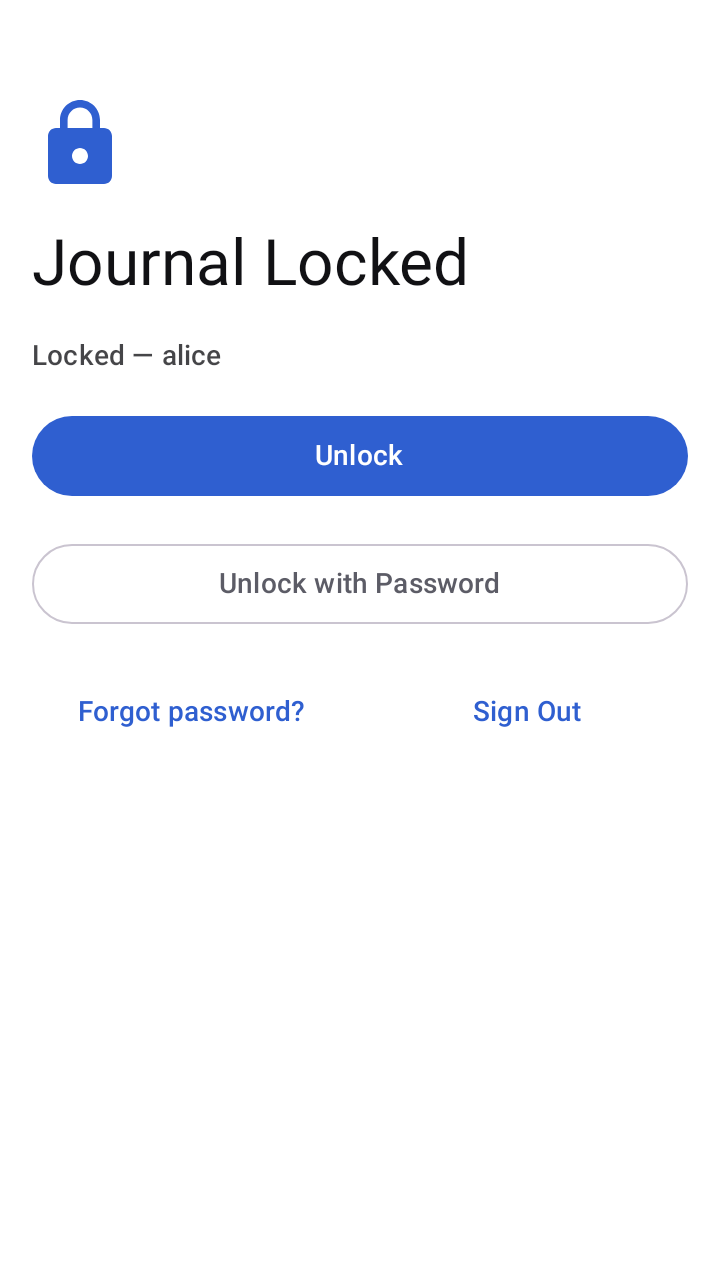 Journal Locked
Locked — alice
Unlock
Unlock with Password
Forgot password? Sign Out